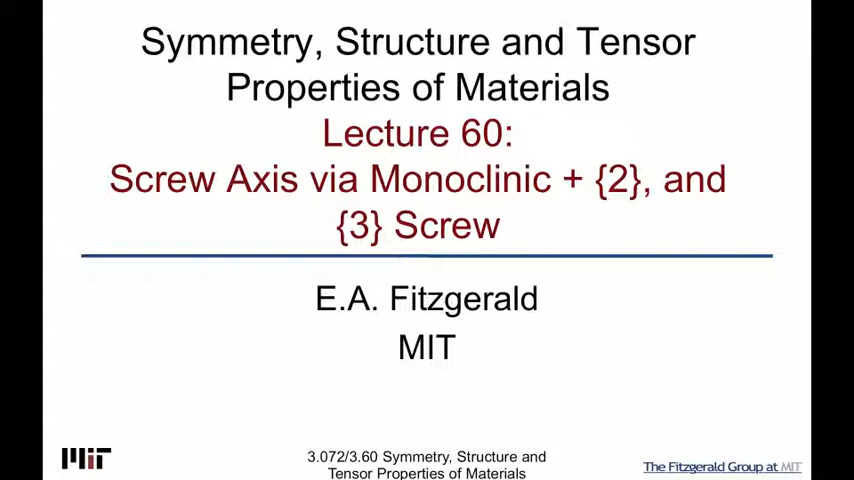 Symmetry, Structure and Tensor
Properties of Materials
Lecture 60:
Screw Axis via Monoclinic + {2}, and
{3} Screw
E.A. Fitzgerald
MIT
MIT
3.072/3.60 Symmetry, Structure and
Tensor Properties of Materials
The Fitzgerald Group at MIT